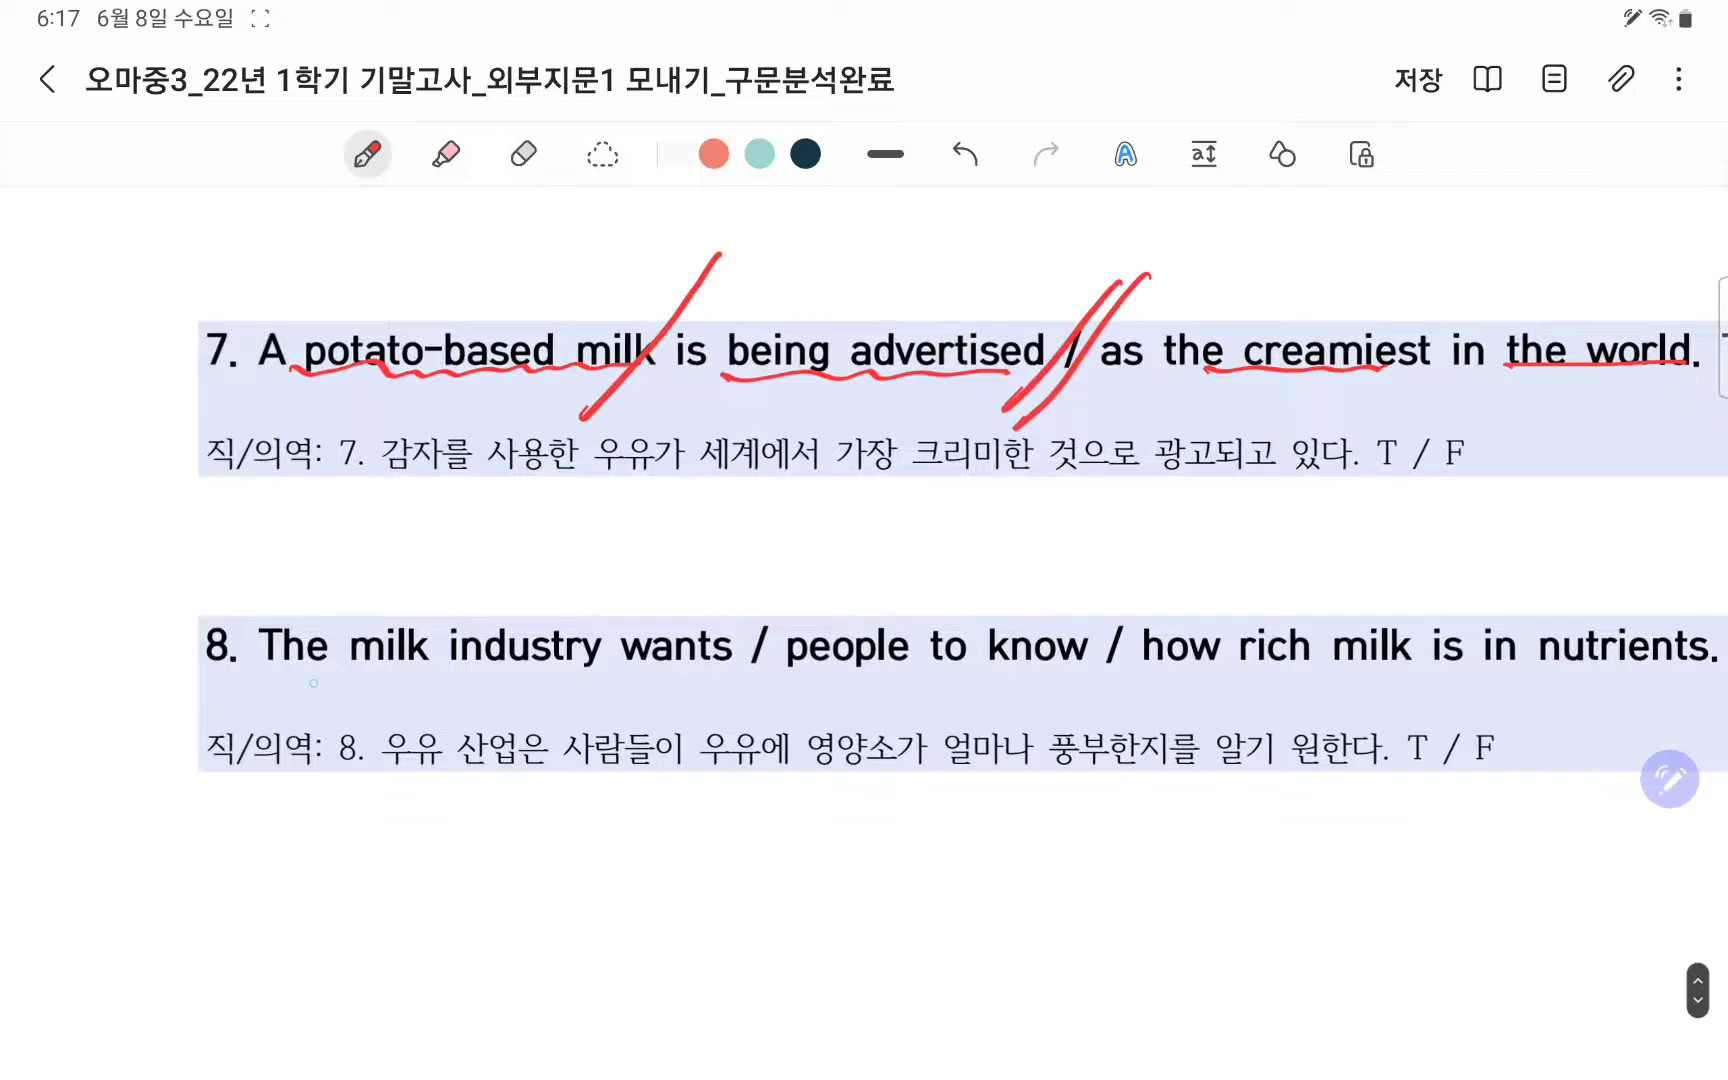 6:17 6월 8일 수요일
오마중3_22년 1학기 기말고사_외부지문1 모내기_구문분석완료 저장
7. A potato-based milk is being advertised / as the creamiest in the world.
직/의역: 7. 감자를 사용한 우유가 세계에서 가장 크리미한 것으로 광고되고 있다. T / F
8. The milk industry wants / people to know / how rich milk is in nutrients.
직/의역: 8. 우유 산업은 사람들이 우유에 영양소가 얼마나 풍부한지를 알기 원한다. T / F